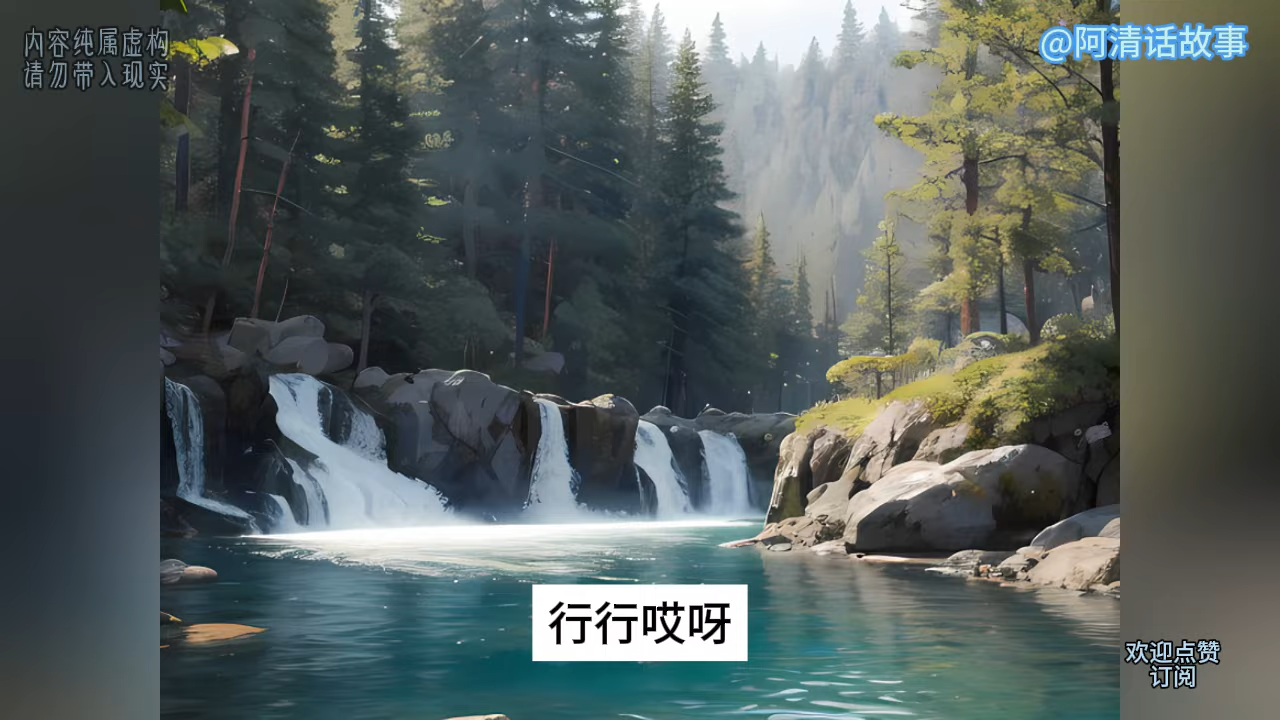 内容纯属虚构
请勿带入现实
@阿清话故事
行行哎呀
欢迎点赞
订阅